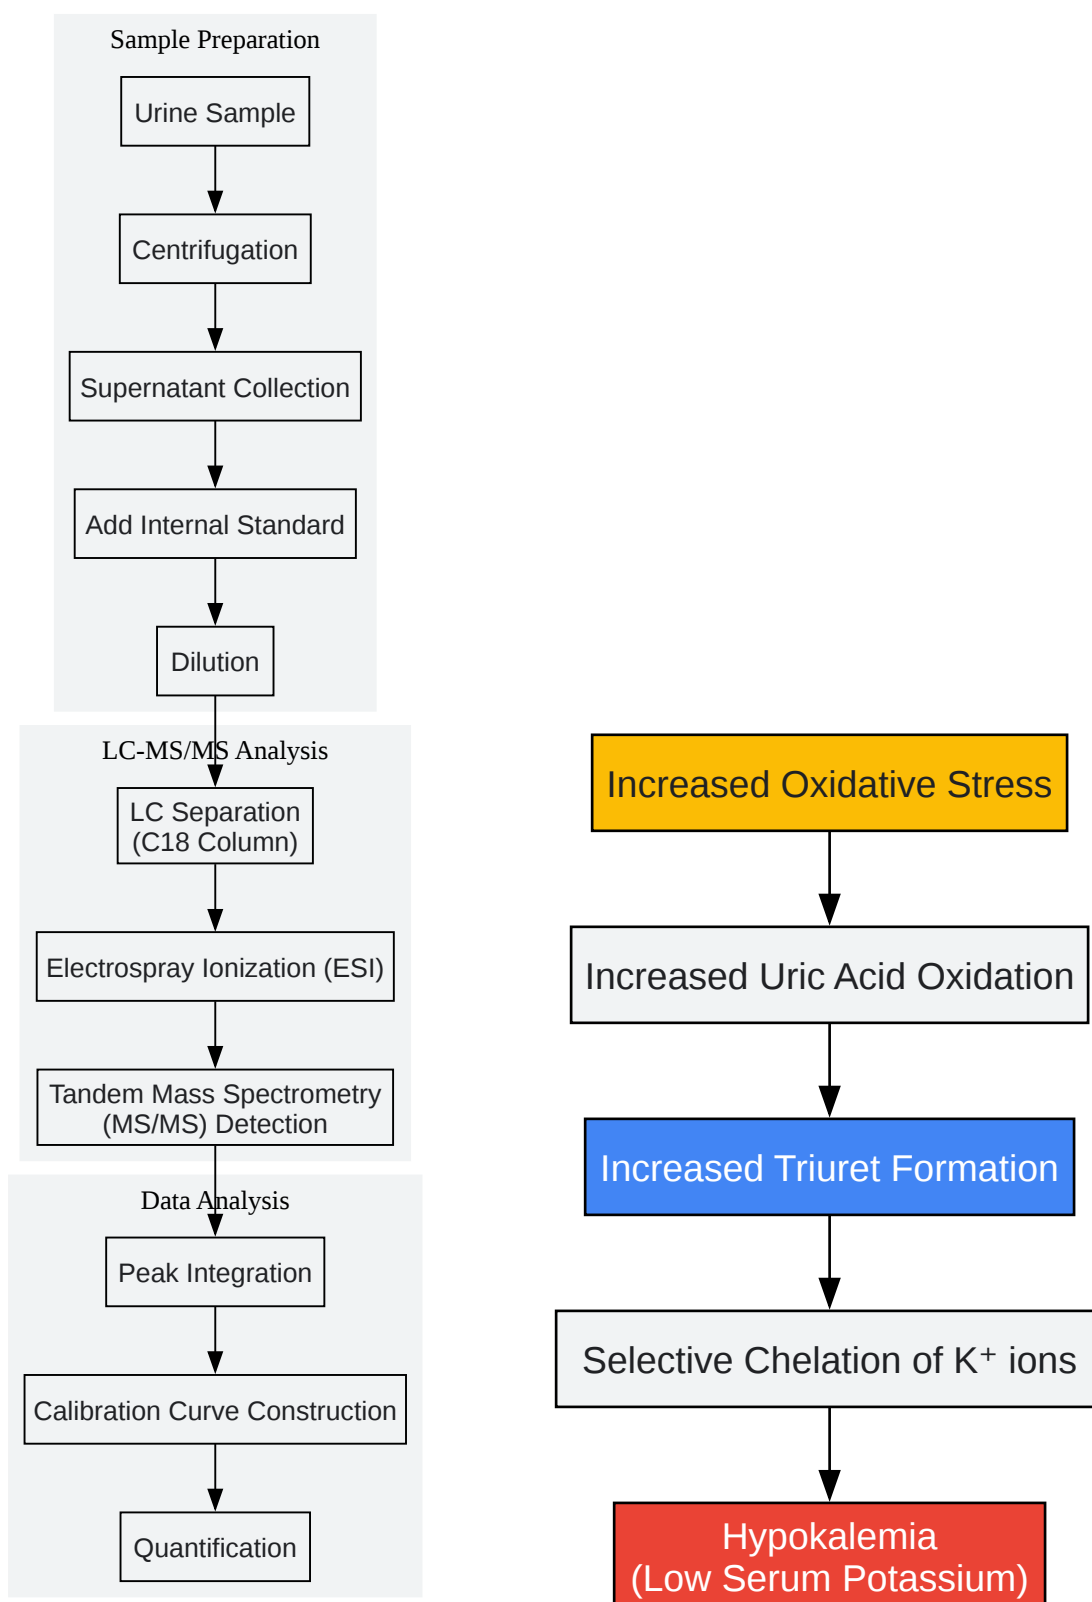 Sample Preparation
Urine Sample
Centrifugation
Supernatant Collection
Add Internal Standard
Dilution
LC-MS/MS Analysis
LC Separation
(C18 Column)
Electrospray Ionization (ESI)
Tandem Mass Spectrometry
(MS/MS) Detection
Data Analysis
Peak Integration
Calibration Curve Construction
Quantification
Increased Oxidative Stress
Increased Uric Acid Oxidation
Increased Triuret Formation
Selective Chelation of K⁺ ions
Hypokalemia
(Low Serum Potassium)